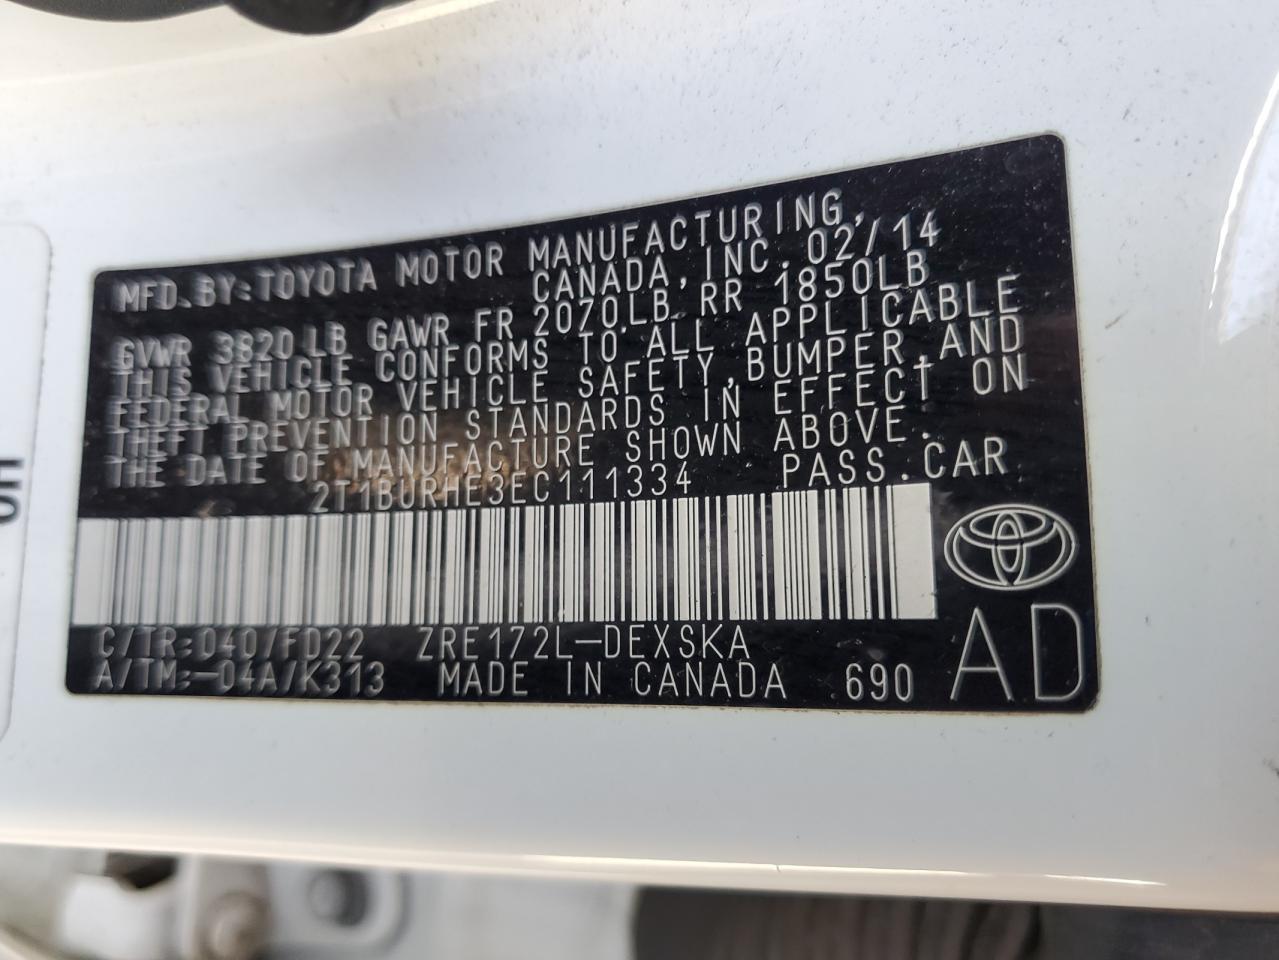 MFD. BY: TOYOTA MOTOR MANUFACTURING,
CANADA, INC. 02/14
GVWR 3820 LB GAWR FR 2070LB RR 1850LB
THIS VEHICLE CONFORMS TO ALL APPLICABLE
FEDERAL MOTOR VEHICLE SAFETY, BUMPER, AND
THEFT PREVENTION STANDARDS IN EFFECT ON
THE DATE OF MANUFACTURE SHOWN ABOVE.
2T1BURHE3EC111334 PASS. CAR
C/TR: 040/FD22 ZRE172L-DEXSKA
A/TM: -04A/K313 MADE IN CANADA 690 AD